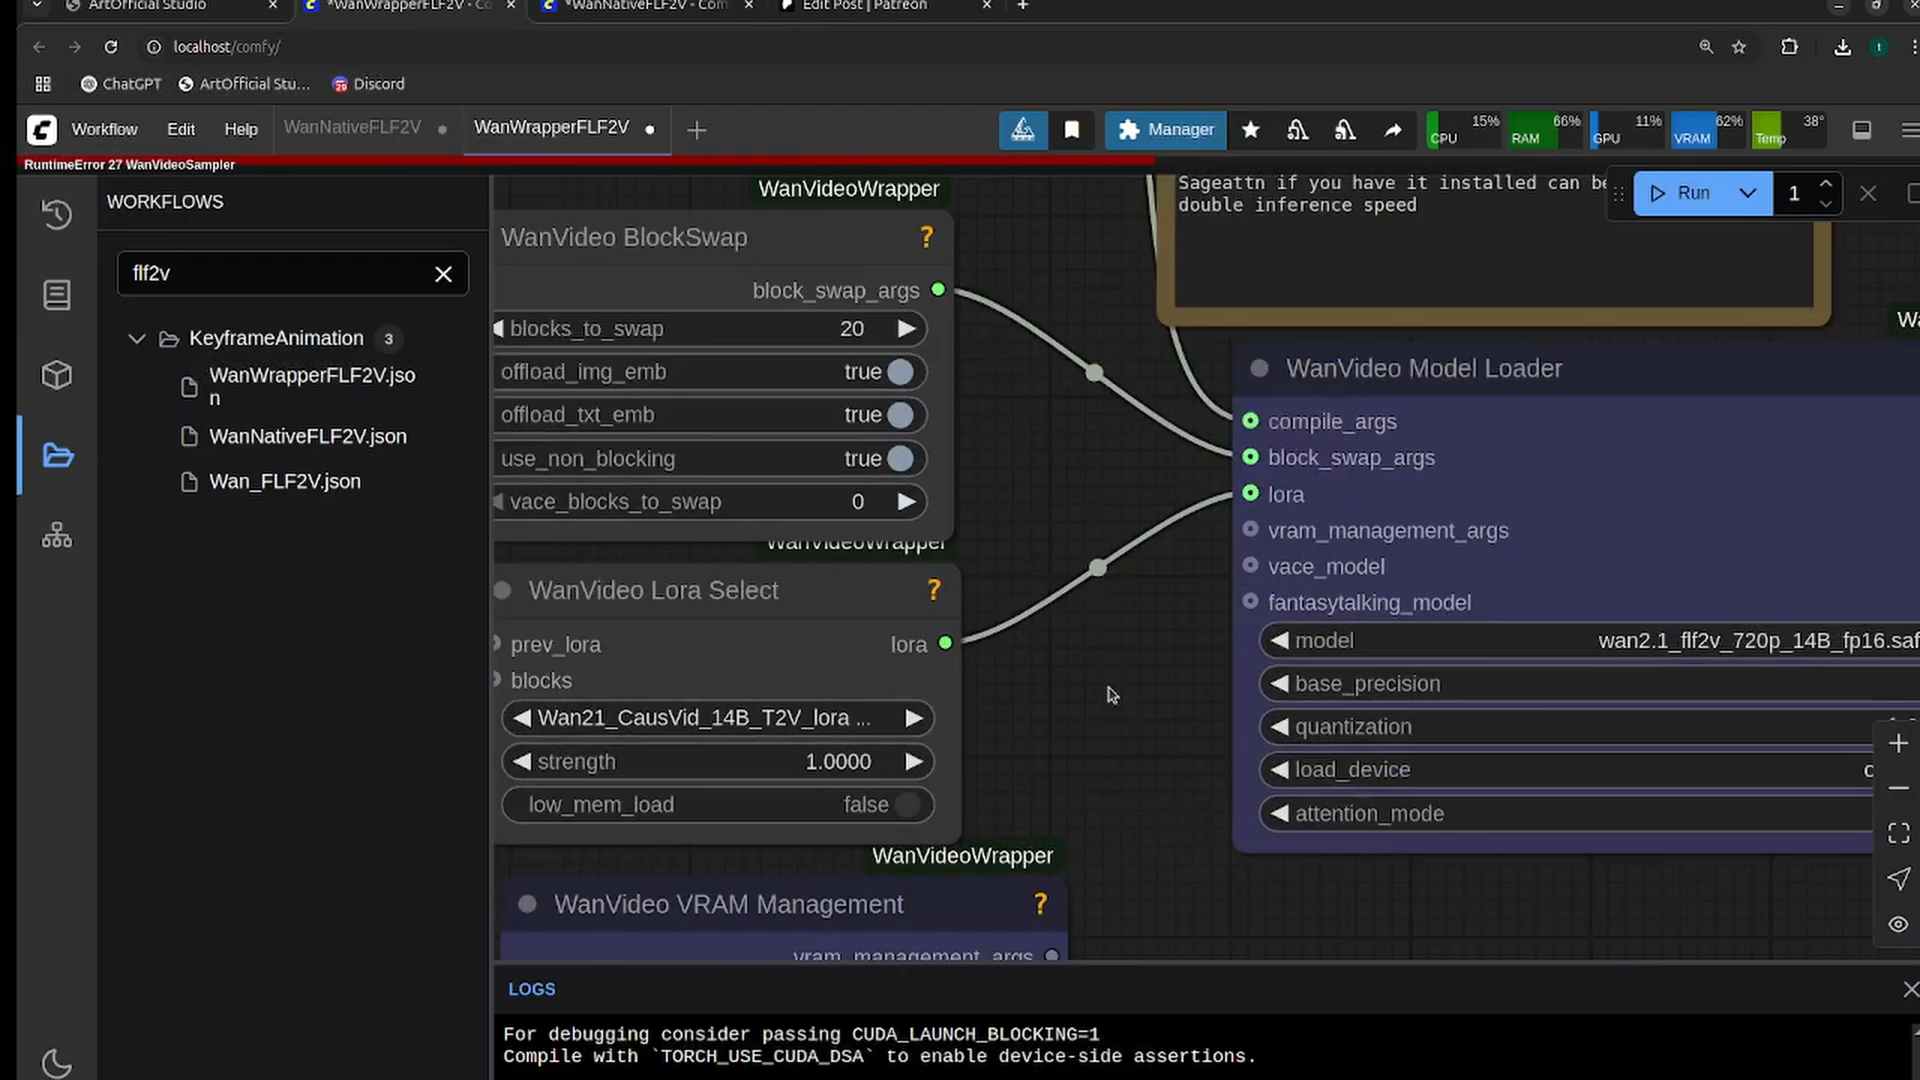 ArtOfficial Studio
*WanWrapperFLF2V - Co
*WanNativeFLF2V - Com
Edit Post | Patreon
localhost/comfy/
ChatGPT
ArtOfficial Stu...
Discord
Workflow
Edit
Help
WanNativeFLF2V
WanWrapperFLF2V
Manager
CPU
15%
RAM
66%
GPU
11%
VRAM
62%
Temp
38°
RuntimeError 27 WanVideoSampler
WORKFLOWS
flf2v
KeyframeAnimation
3
WanWrapperFLF2V.jso
n
WanNativeFLF2V.json
Wan_FLF2V.json
WanVideoWrapper
WanVideo BlockSwap
?
block_swap_args
blocks_to_swap
20
offload_img_emb
true
offload_txt_emb
true
use_non_blocking
true
vace_blocks_to_swap
0
WanVideoWrapper
WanVideo Lora Select
?
prev_lora
lora
blocks
Wan21_CausVid_14B_T2V_lora ...
strength
1.0000
low_mem_load
false
WanVideoWrapper
WanVideo VRAM Management
?
vram_management_args
Sageattn if you have it installed can be
double inference speed
Run
1
Wa
WanVideo Model Loader
compile_args
block_swap_args
lora
vram_management_args
vace_model
fantasytalking_model
model
wan2.1_flf2v_720p_14B_fp16.saf
base_precision
quantization
load_device
attention_mode
LOGS
For debugging consider passing CUDA_LAUNCH_BLOCKING=1
Compile with `TORCH_USE_CUDA_DSA` to enable device-side assertions.